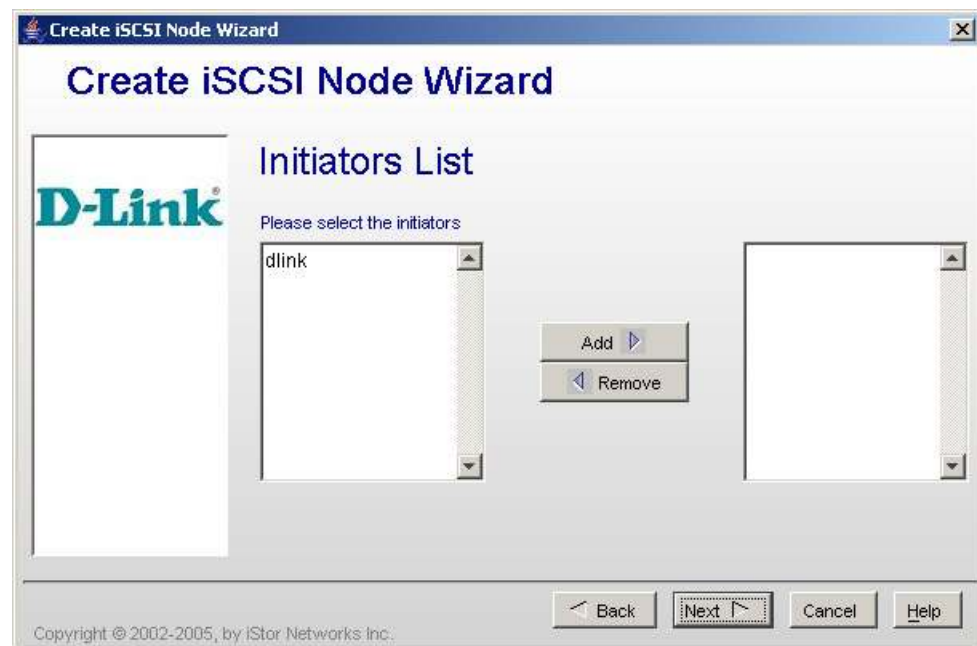 Create iSCSI Node Wizard
Create iSCSI Node Wizard
D-Link
Initiators List
Please select the initiators
dlink
Add
Remove
Back
Next
Cancel
Help
Copyright © 2002-2005, by iStor Networks Inc.